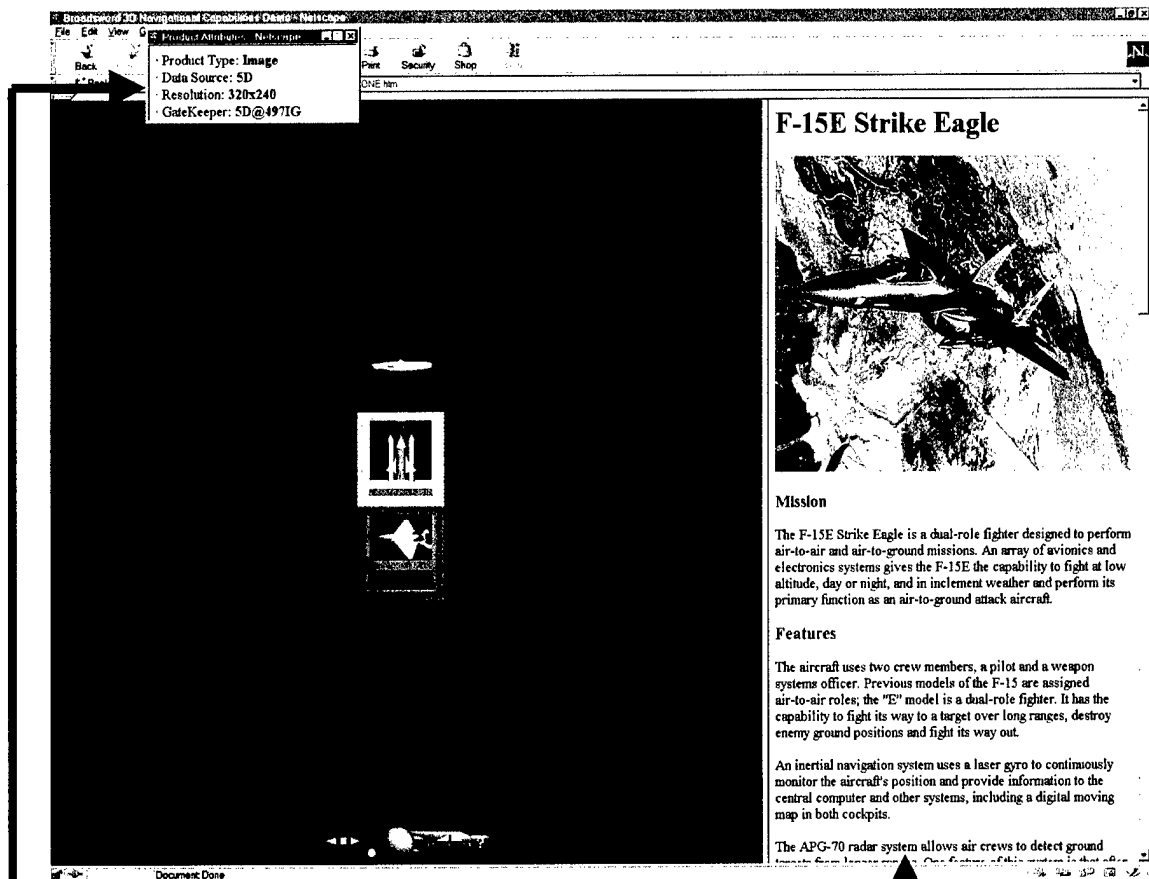 Broadsword 3D Navigational Capabilities Demo - Netscape
File Edit View G
Product Attributes - Netscape
Back
Print Security Shop
· Product Type: Image
· Data Source: 5D
· Resolution: 320x240
· GateKeeper: 5D@497IG
ONE htm
N
F-15E Strike Eagle
Mission
The F-15E Strike Eagle is a dual-role fighter designed to perform
air-to-air and air-to-ground missions. An array of avionics and
electronics systems gives the F-15E the capability to fight at low
altitude, day or night, and in inclement weather and perform its
primary function as an air-to-ground attack aircraft.
Features
The aircraft uses two crew members, a pilot and a weapon
systems officer. Previous models of the F-15 are assigned
air-to-air roles; the "E" model is a dual-role fighter. It has the
capability to fight its way to a target over long ranges, destroy
enemy ground positions and fight its way out.
An inertial navigation system uses a laser gyro to continuously
monitor the aircraft's position and provide information to the
central computer and other systems, including a digital moving
map in both cockpits.
The APG-70 radar system allows air crews to detect ground
Document Done